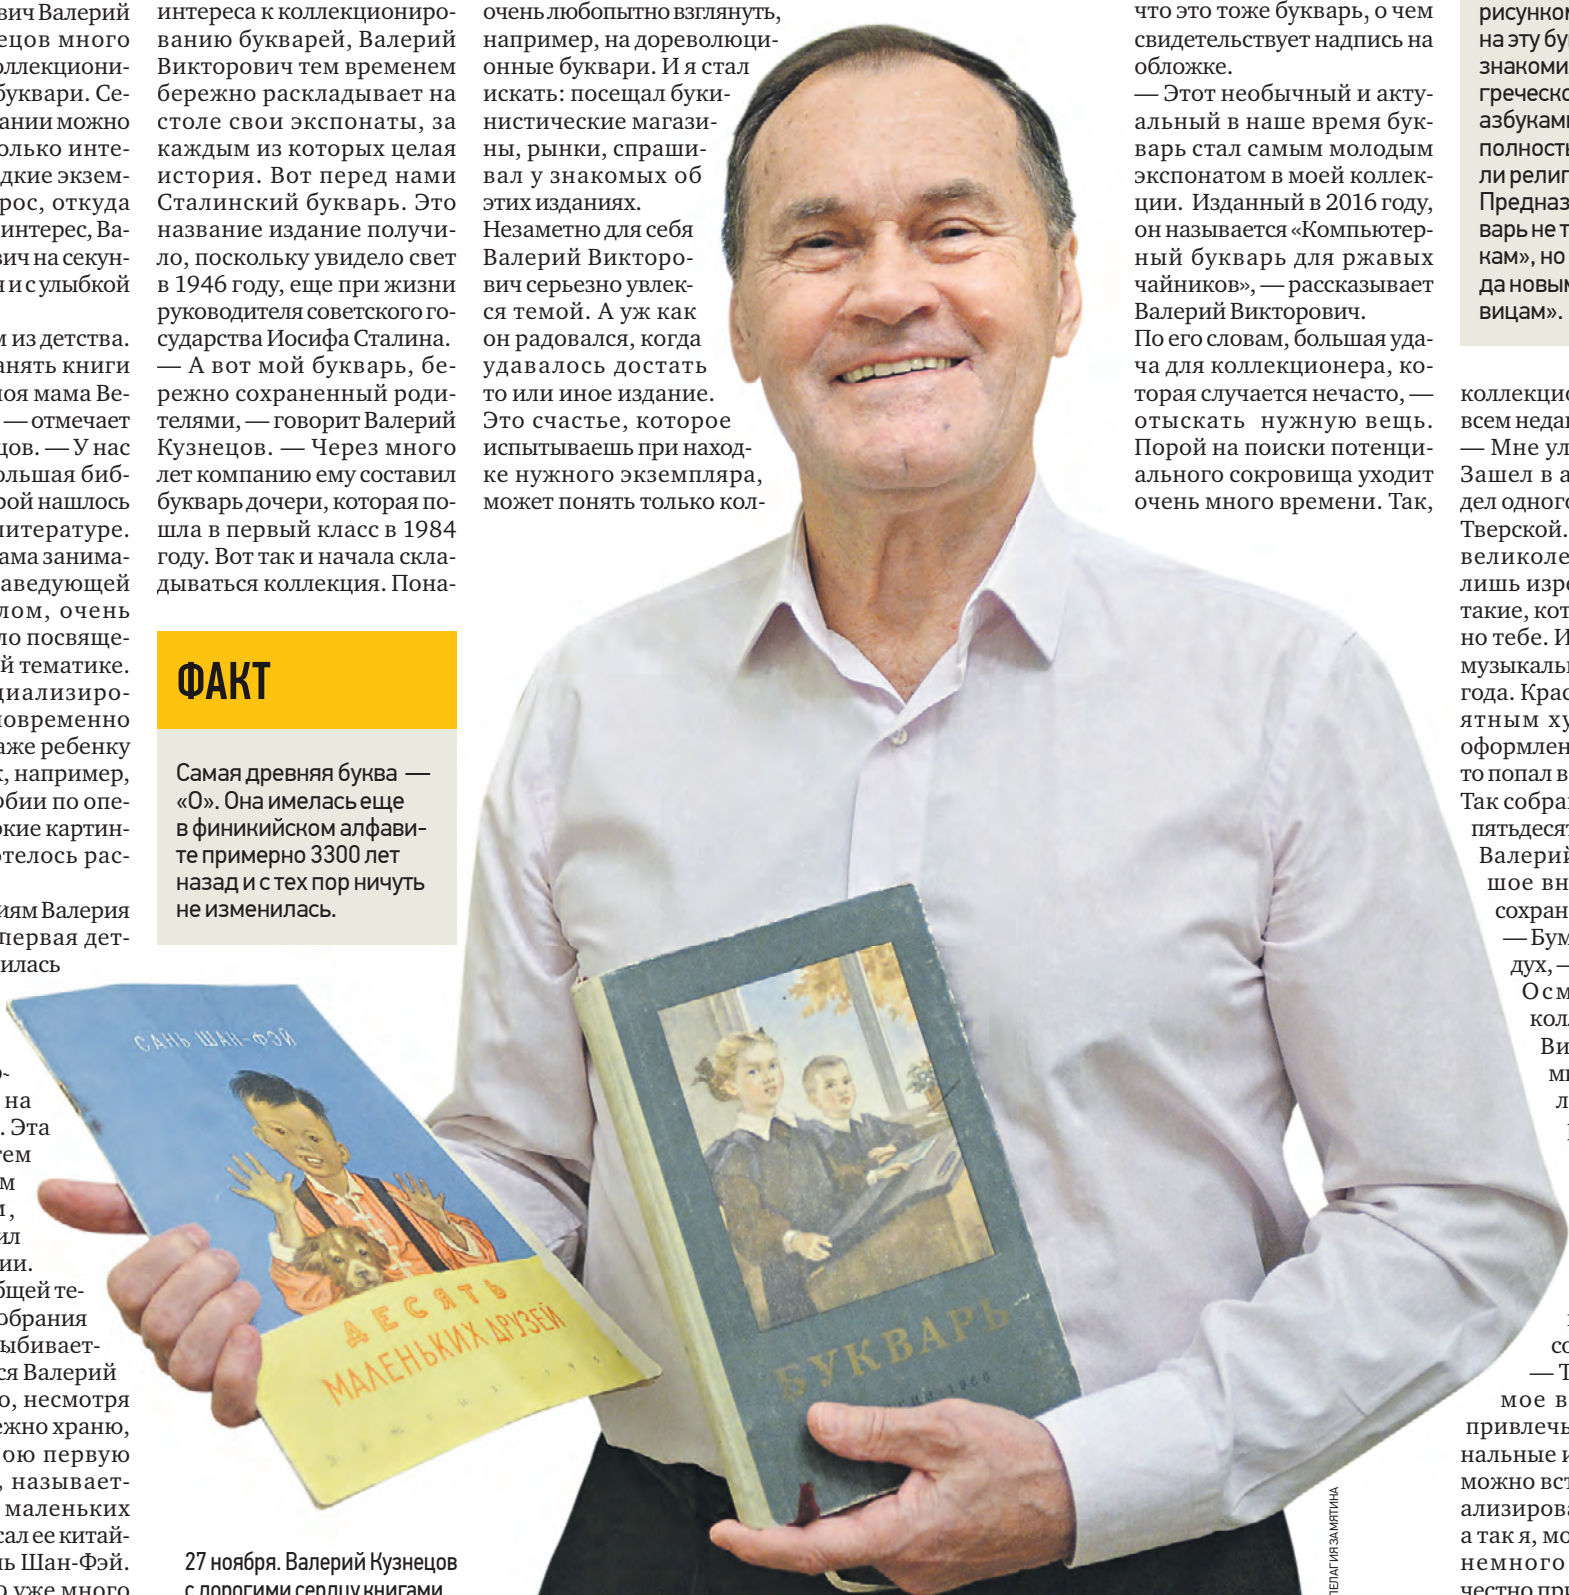 вич Валерий
ецов много
буквари. Се-
ании можно
олько инте-
рос, откуда
интерес, Ва-
вич на секун-
и с улыбкой
из детства.
книги
моя мама Ве-
— отмечает
— У нас
ольшая биб-
рой нашлось
литературе.
ама занима-
заведующей
очень
ло посвяще-
й тематике.
циализиро-
новременно
аже ребенку
например,
по опе-
ркие картин-
отелось рас-
иям Валерия
первая дет-
илась
на
. Эта
тем
м
м,
ил
ии.
бщей те-
обрания
ыбивает-
ся Валерий
о, несмотря
ежно храню,
ою первую
, называет-
маленьких
сал ее китай-
нь Шан-Фэй.
о уже много
интереса к коллекциониро-
ванию букварей, Валерий
Викторович тем временем
бережно раскладывает на
столе свои экспонаты, за
каждым из которых целая
история. Вот перед нами
Сталинский букварь. Это
название издание получи-
ло, поскольку увидело свет
в 1946 году, еще при жизни
руководителя советского го-
сударства Иосифа Сталина.
— А вот мой букварь, бе-
режно сохраненный роди-
телями, — говорит Валерий
Кузнецов. — Через много
лет компанию ему составил
букварь дочери, которая по-
шла в первый класс в 1984
году. Вот так и начала скла-
дываться коллекция. Пона-
ФАКТ
Самая древняя буква —
«О». Она имелась еще
в финикийском алфави-
те примерно 3300 лет
назад и с тех пор ничуть
не изменилась.
очень любопытно взглянуть,
например, на дореволюци-
онные буквари. И я стал
искать: посещал буки-
нистические магази-
ны, рынки, спраши-
вал у знакомых об
этих изданиях.
Незаметно для себя
Валерий Викторо-
вич серьезно увлек-
ся темой. А уж как
он радовался, когда
удавалось достать
то или иное издание.
Это счастье, которое
испытываешь при наход-
ке нужного экземпляра,
может понять только кол-
САНЬ ШАН-ФЭЙ
ДЕСЯТЬ
МАЛЕНЬКИХ ДРУЗЕЙ
БУКВАРЬ
1960
27 ноября. Валерий Кузнецов
с дорогими сердцу книгами
ПЕЛАГИЯ ЗАМЯТИНА
что это тоже букварь, о чем
свидетельствует надпись на
обложке.
— Этот необычный и акту-
альный в наше время бук-
варь стал самым молодым
экспонатом в моей коллек-
ции. Изданный в 2016 году,
он называется «Компьютер-
ный букварь для ржавых
чайников», — рассказывает
Валерий Викторович.
По его словам, большая уда-
ча для коллекционера, ко-
торая случается нечасто, —
отыскать нужную вещь.
Порой на поиски потенци-
ального сокровища уходит
очень много времени. Так,
рисунком
на эту бу
знакоми
греческо
азбукам
полность
ли религ
Предназ
варь не т
кам», но
да новым
вицам».
коллекцио
всем недав
— Мне ул
Зашел в а
дел одного
Тверской.
великоле
лишь изре
такие, кот
но тебе. И
музыкаль
года. Крас
ятным ху
оформлен
то попал в
Так собра
пятьдесят
Валерий
шое вн
сохран
— Бум
дух, —
Осм
кол
Ви
м
л
со
— Т
мое в
привлечь
нальные и
можно вст
ализирова
а так я, мо
немного
честно при